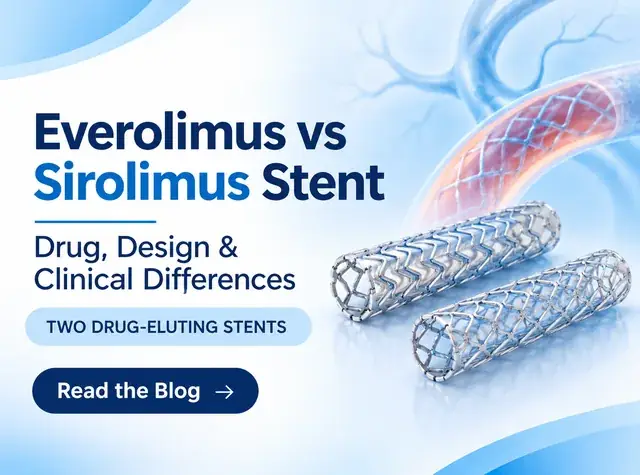 Everolimus vs
Sirolimus Stent
Drug, Design &
Clinical Differences
TWO DRUG-ELUTING STENTS
Read the Blog →